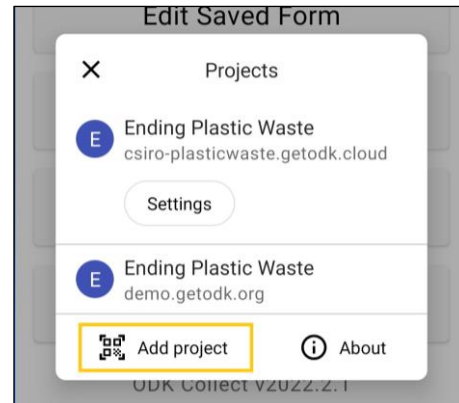 Edit Saved Form
Projects
E
Ending Plastic Waste
csiro-plasticwaste.getodk.cloud
Settings
E
Ending Plastic Waste
demo.getodk.org
Add project
About
ODK Collect v2022.2.1